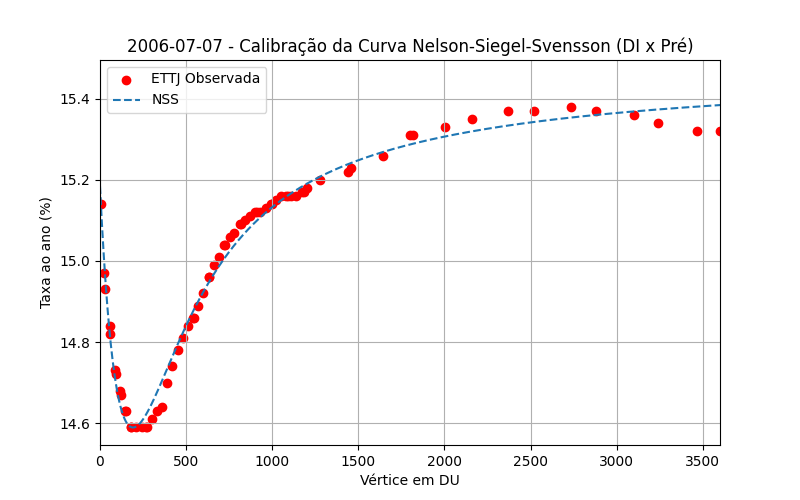 2006-07-07 - Calibração da Curva Nelson-Siegel-Svensson (DI x Pré)
ETTJ Observada
NSS
Taxa ao ano (%)
15.4
15.2
15.0
14.8
14.6
0 500 1000 1500 2000 2500 3000 3500
Vértice em DU